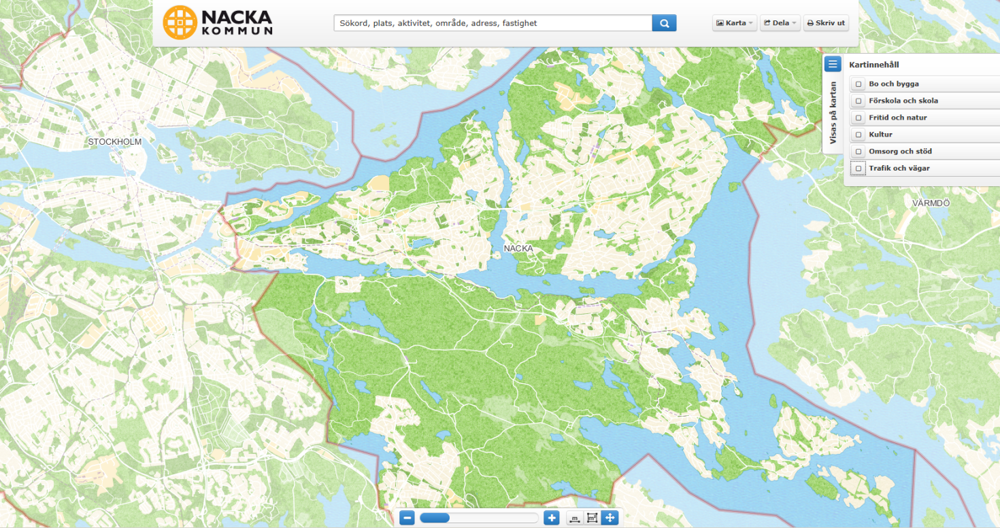 NACKA
KOMMUN
Sökord, plats, aktivitet, område, adress, fastighet
Karta
Dela
Skriv ut
Kartinnehåll
Visas på kartan
Bo och bygga
Förskola och skola
Fritid och natur
Kultur
Omsorg och stöd
Trafik och vägar
STOCKHOLM
VÄRMDÖ
NACKA
m
m²